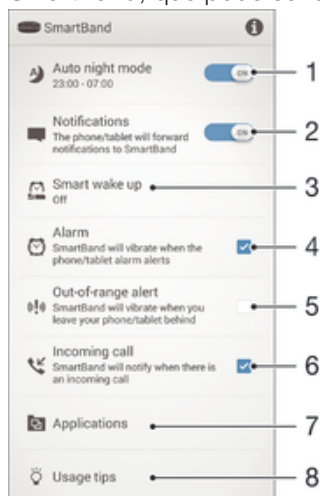 SmartBand
Auto night mode
23:00 - 07:00
ON
1
Notifications
The phone/tablet will forward
notifications to SmartBand
ON
2
Smart wake up
Off
3
Alarm
SmartBand will vibrate when the
phone/tablet alarm alerts
4
Out-of-range alert
SmartBand will vibrate when you
leave your phone/tablet behind
5
Incoming call
SmartBand will notify when there is
an incoming call
6
Applications
7
Usage tips
8